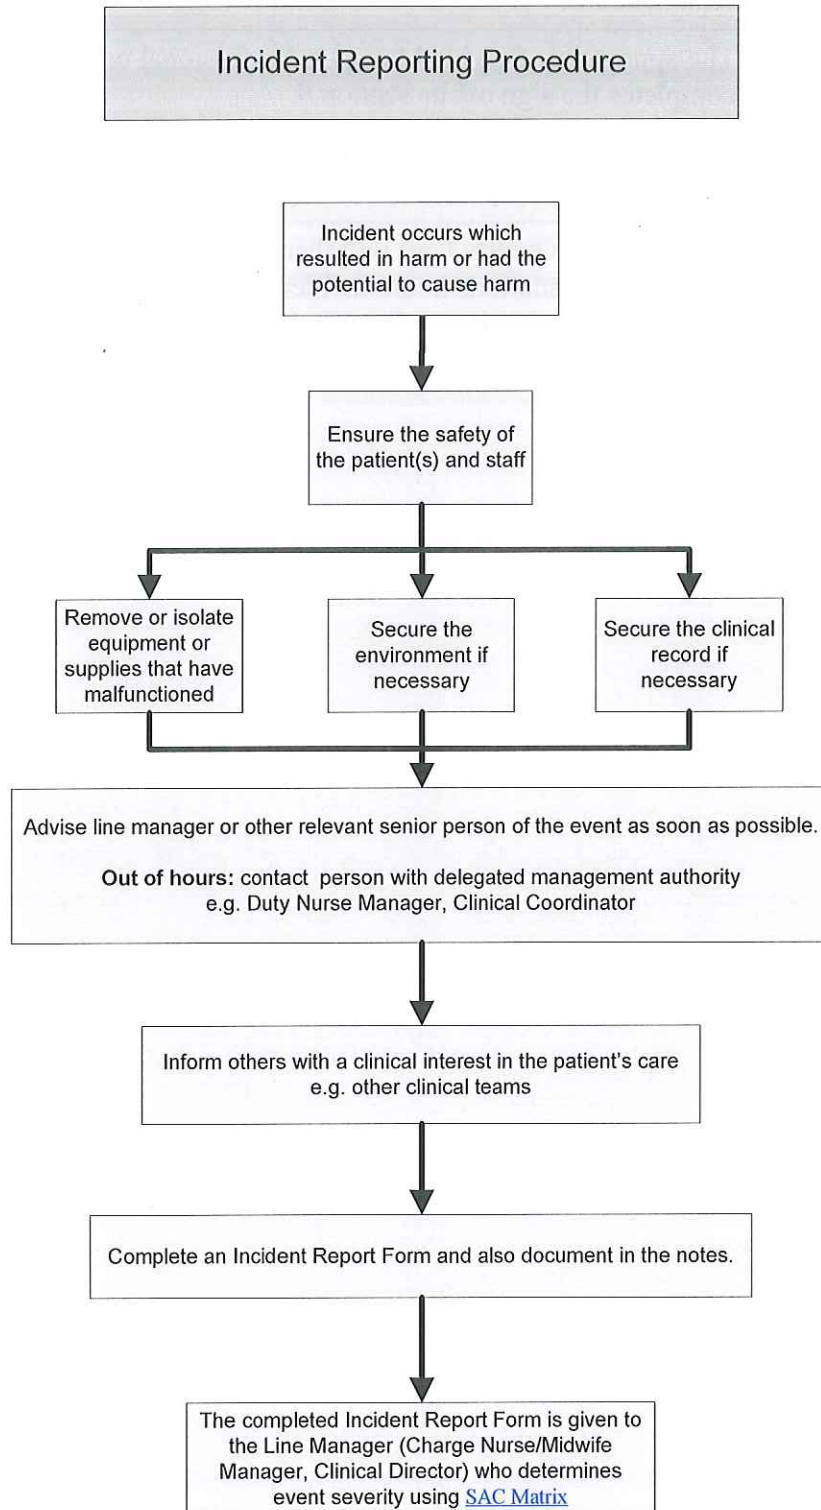 Incident Reporting Procedure
Incident occurs which
resulted in harm or had the
potential to cause harm
Ensure the safety of
the patient(s) and staff
Remove or isolate
equipment or
supplies that have
malfunctioned
Secure the
environment if
necessary
Secure the clinical
record if
necessary
Advise line manager or other relevant senior person of the event as soon as possible.
Out of hours: contact person with delegated management authority
e.g. Duty Nurse Manager, Clinical Coordinator
Inform others with a clinical interest in the patient's care
e.g. other clinical teams
Complete an Incident Report Form and also document in the notes.
The completed Incident Report Form is given to
the Line Manager (Charge Nurse/Midwife
Manager, Clinical Director) who determines
event severity using SAC Matrix